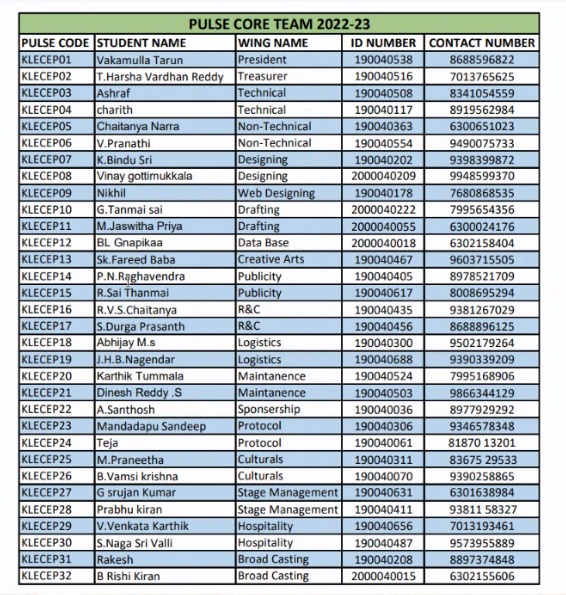 PULSE CORE TEAM 2022-23
PULSE CODE STUDENT NAME WING NAME ID NUMBER CONTACT NUMBER
KLECEP01 Vakamulla Tarun President 190040538 8688596822
KLECEP02 T.Harsha Vardhan Reddy Treasurer 190040516 7013765625
KLECEP03 Ashraf Technical 190040508 8341054559
KLECEP04 charith Technical 190040117 8919562984
KLECEP05 Chaitanya Narra Non-Technical 190040363 6300651023
KLECEP06 V.Pranathi Non-Technical 190040554 9490075733
KLECEP07 K.Bindu Sri Designing 190040202 9398399872
KLECEP08 Vinay gottimukkala Designing 2000040209 9948599370
KLECEP09 Nikhil Web Designing 190040178 7680868535
KLECEP10 G.Tanmai sai Drafting 2000040222 7995654356
KLECEP11 M.Jaswitha Priya Drafting 2000040055 6300024176
KLECEP12 BL Gnapikaa Data Base 2000040018 6302158404
KLECEP13 Sk.Fareed Baba Creative Arts 190040467 9603715505
KLECEP14 P.N.Raghavendra Publicity 190040405 8978521709
KLECEP15 R.Sai Thanmai Publicity 190040617 8008695294
KLECEP16 R.V.S.Chaitanya R&C 190040435 9381267029
KLECEP17 S.Durga Prasanth R&C 190040456 8688896125
KLECEP18 Abhijay M.s Logistics 190040300 9502179264
KLECEP19 J.H.B.Nagendar Logistics 190040688 9390339209
KLECEP20 Karthik Tummala Maintanence 190040524 7995168906
KLECEP21 Dinesh Reddy .S Maintanence 190040503 9866344129
KLECEP22 A.Santhosh Sponsership 190040036 8977929292
KLECEP23 Mandadapu Sandeep Protocol 190040306 9346578348
KLECEP24 Teja Protocol 190040061 81870 13201
KLECEP25 M.Praneetha Culturals 190040311 83675 29533
KLECEP26 B.Vamsi krishna Culturals 190040070 9390258865
KLECEP27 G srujan Kumar Stage Management 190040631 6301638984
KLECEP28 Prabhu kiran Stage Management 190040411 93811 58327
KLECEP29 V.Venkata Karthik Hospitality 190040656 7013193461
KLECEP30 S.Naga Sri Valli Hospitality 190040487 9573955889
KLECEP31 Rakesh Broad Casting 190040208 8897374848
KLECEP32 B Rishi Kiran Broad Casting 2000040015 6302155606